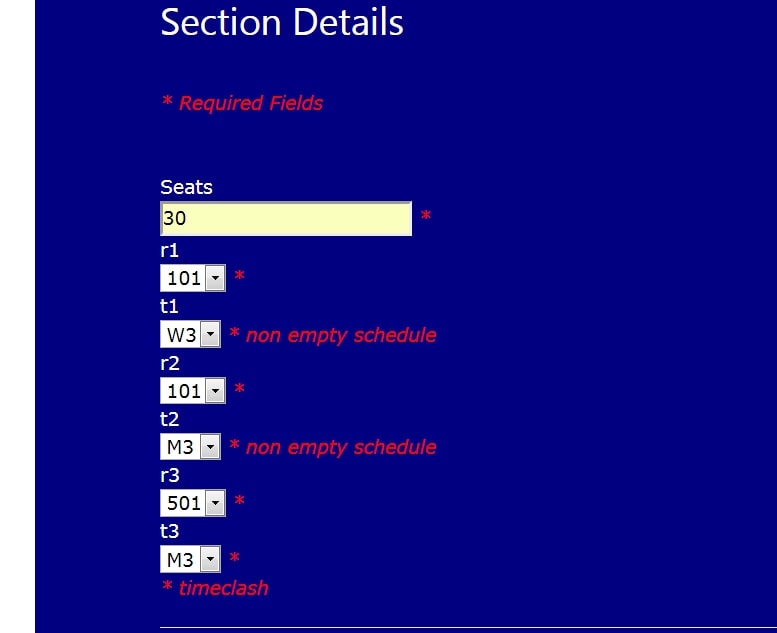 Section Details
* Required Fields
Seats
30 *
r1
101 *
t1
W3 * non empty schedule
r2
101 *
t2
M3 * non empty schedule
r3
501 *
t3
M3 *
* timeclash